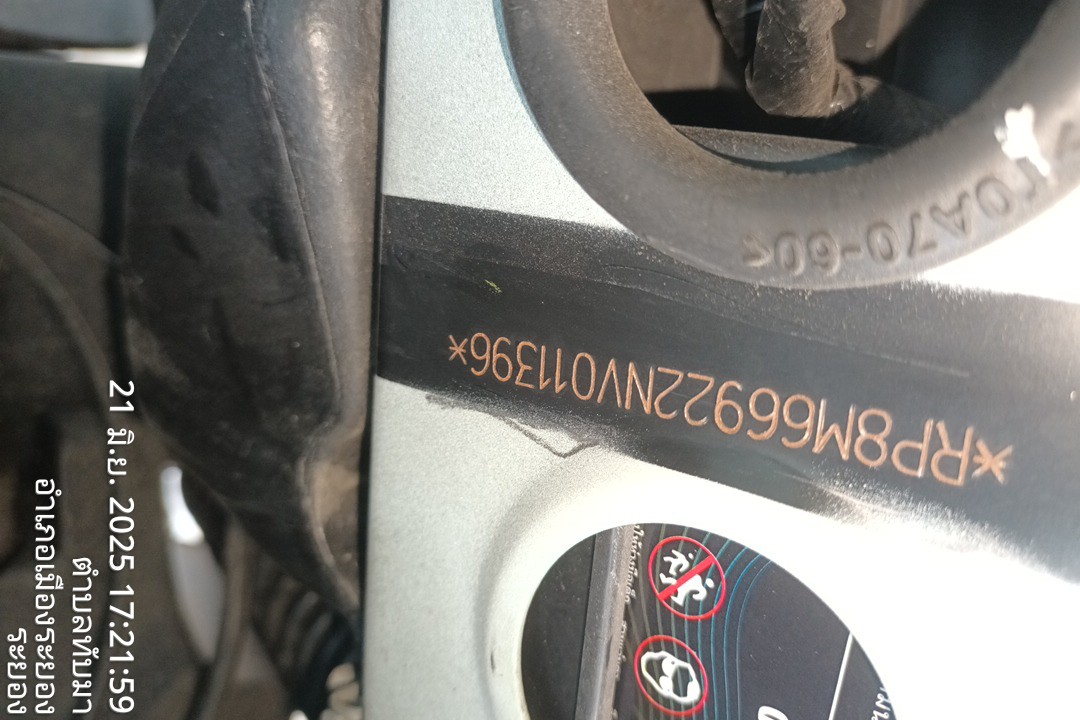 *RP8M66922NV011396*
70A70-60<
21 มิ.ย. 2025 17:21:59
ตำบลทับมา
อำเภอเมืองระยอง
ระยอง